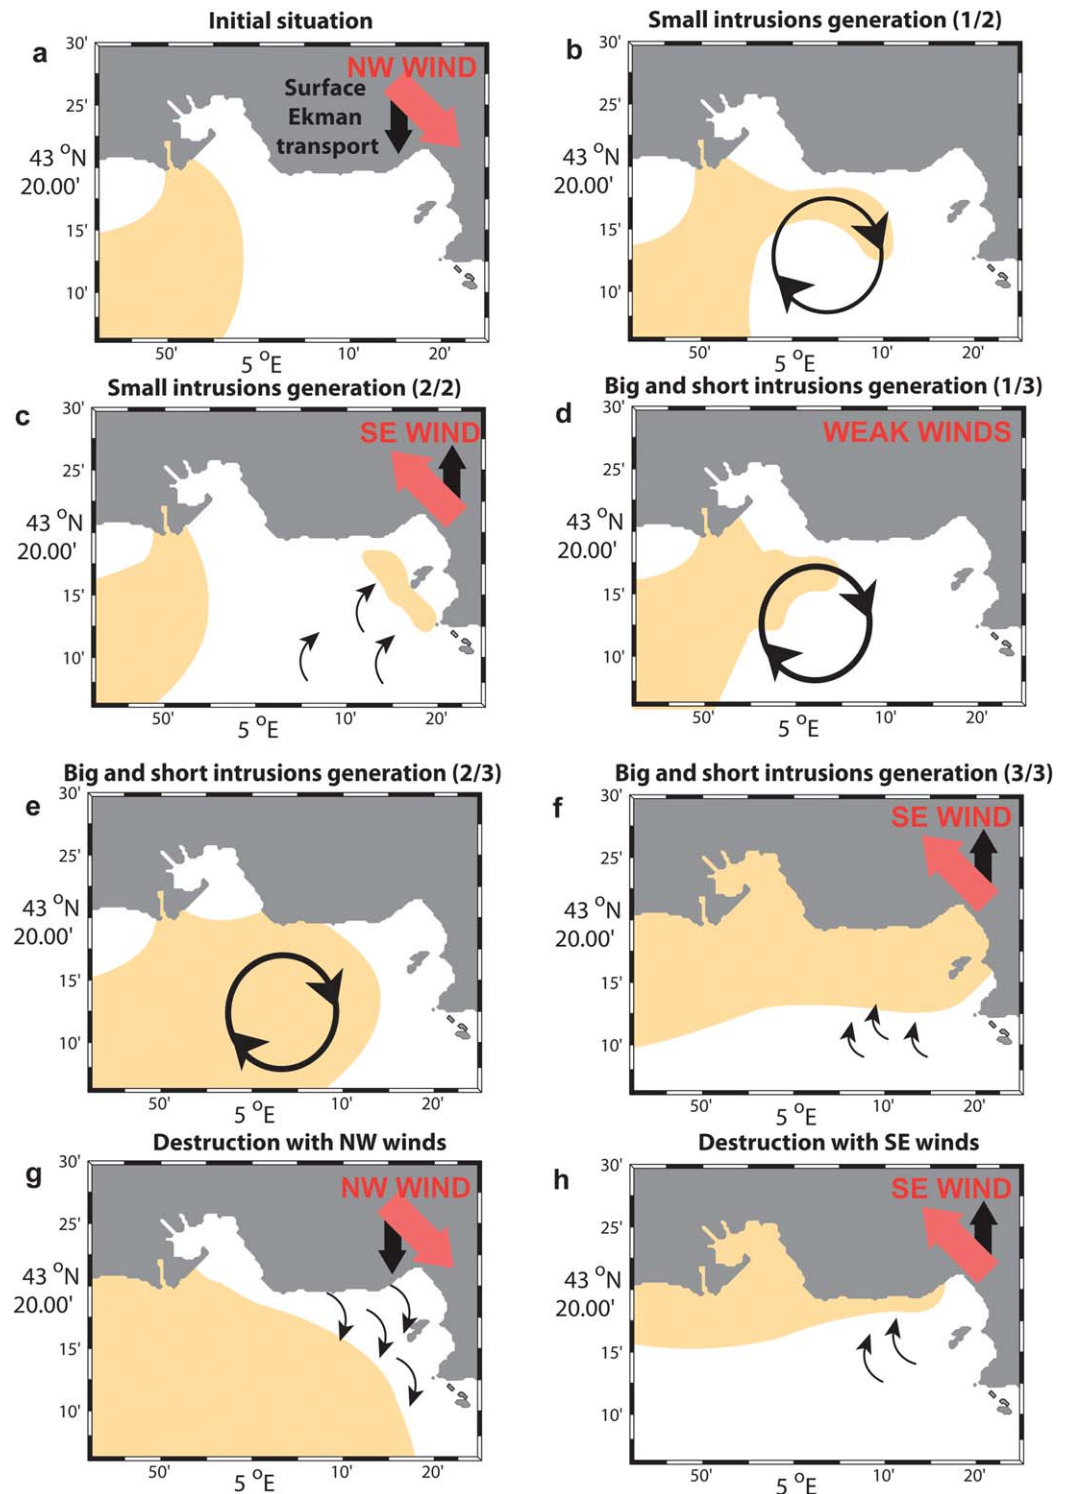 Initial situation
a
30'
NW WIND
Surface
Ekman
transport
25'
43 °N
20.00'
15'
10'
50'
5 °E
10'
20'
Small intrusions generation (1/2)
b
30'
25'
43 °N
20.00'
15'
10'
50'
5 °E
10'
20'
Small intrusions generation (2/2)
c
30'
SE WIND
25'
43 °N
20.00'
15'
10'
50'
5 °E
10'
20'
Big and short intrusions generation (1/3)
d
30'
WEAK WINDS
25'
43 °N
20.00'
15'
10'
50'
5 °E
10'
20'
Big and short intrusions generation (2/3)
e
30'
25'
43 °N
20.00'
15'
10'
50'
5 °E
10'
20'
Big and short intrusions generation (3/3)
f
30'
SE WIND
25'
43 °N
20.00'
15'
10'
50'
5 °E
10'
20'
Destruction with NW winds
g
30'
NW WIND
25'
43 °N
20.00'
15'
10'
50'
5 °E
10'
20'
Destruction with SE winds
h
30'
SE WIND
25'
43 °N
20.00'
15'
10'
50'
5 °E
10'
20'